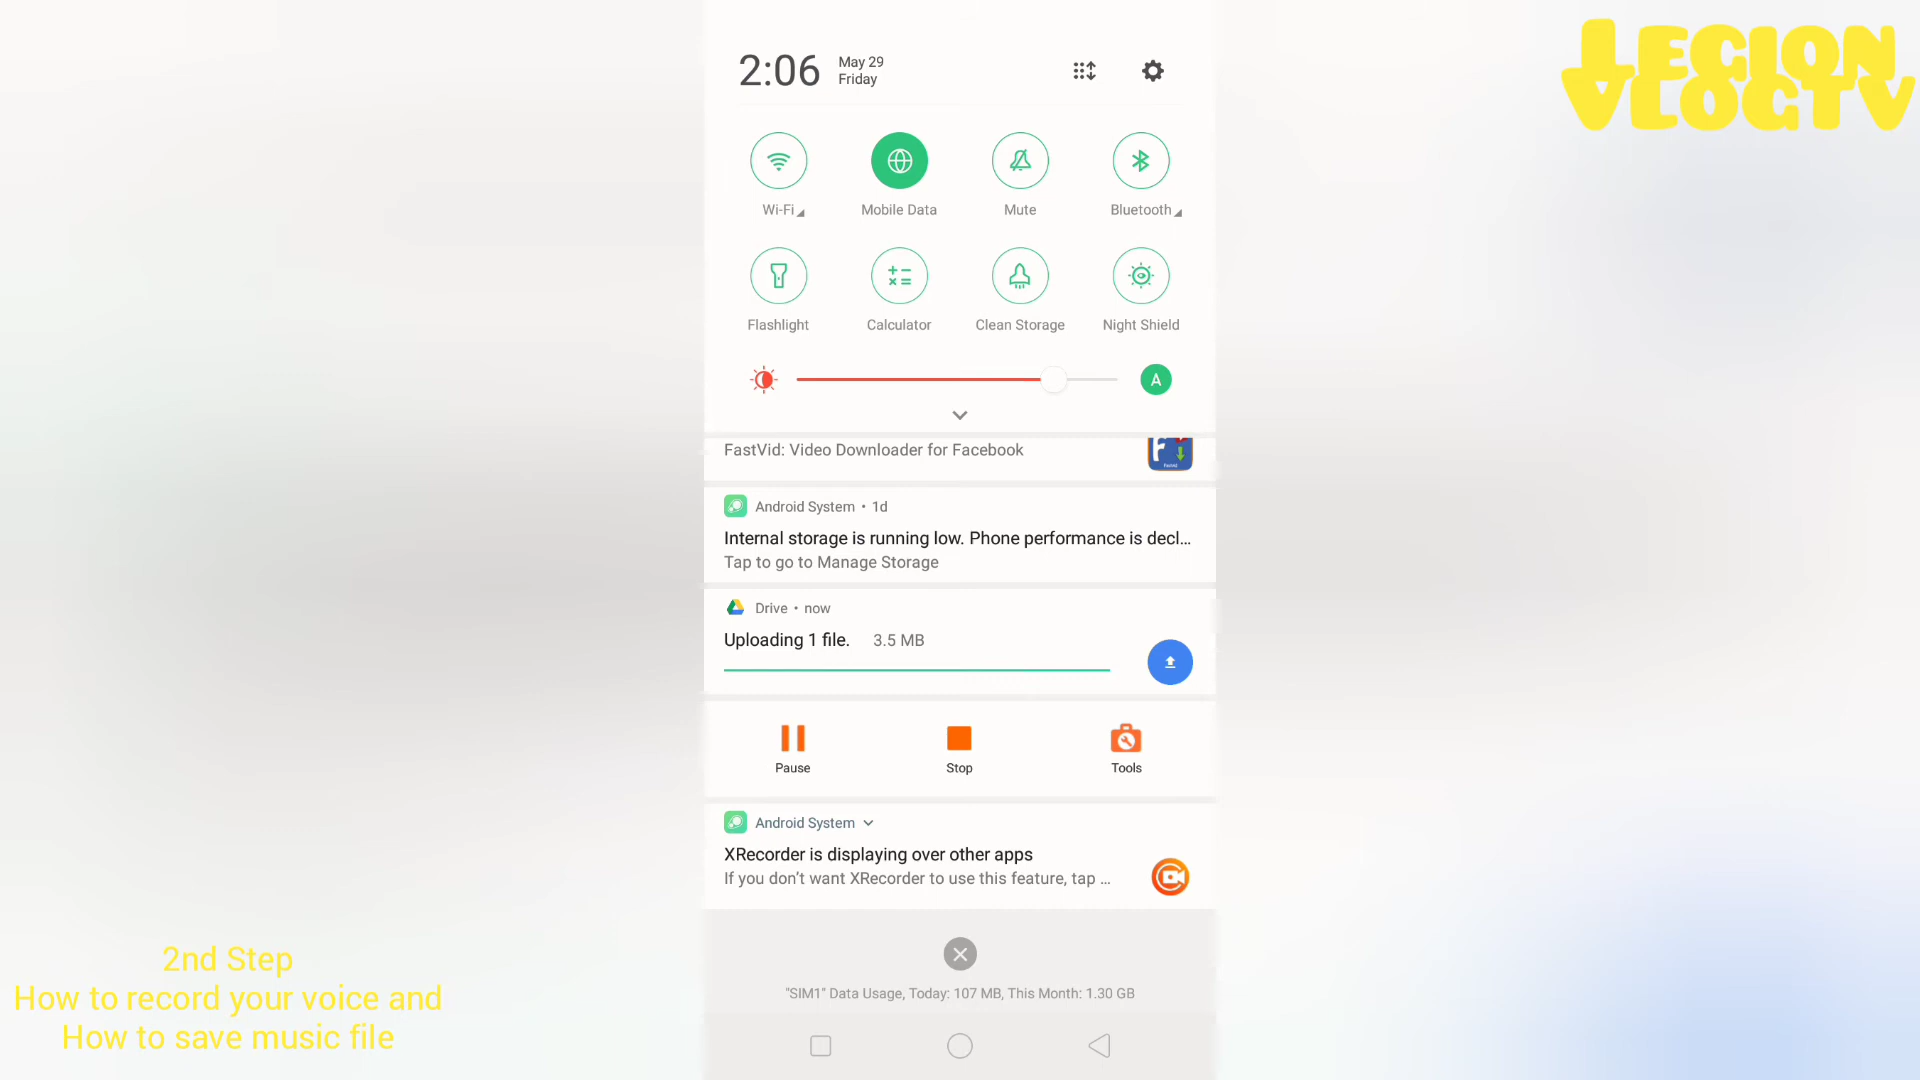 LEGION
VLOGTV
2:06
May 29
Friday
Wi-Fi
Mobile Data
Mute
Bluetooth
Flashlight
Calculator
Clean Storage
Night Shield
A
FastVid: Video Downloader for Facebook
Android System • 1d
Internal storage is running low. Phone performance is decl...
Tap to go to Manage Storage
Drive • now
Uploading 1 file. 3.5 MB
Pause
Stop
Tools
Android System
XRecorder is displaying over other apps
If you don’t want XRecorder to use this feature, tap ...
"SIM1" Data Usage, Today: 107 MB, This Month: 1.30 GB
2nd Step
How to record your voice and
How to save music file